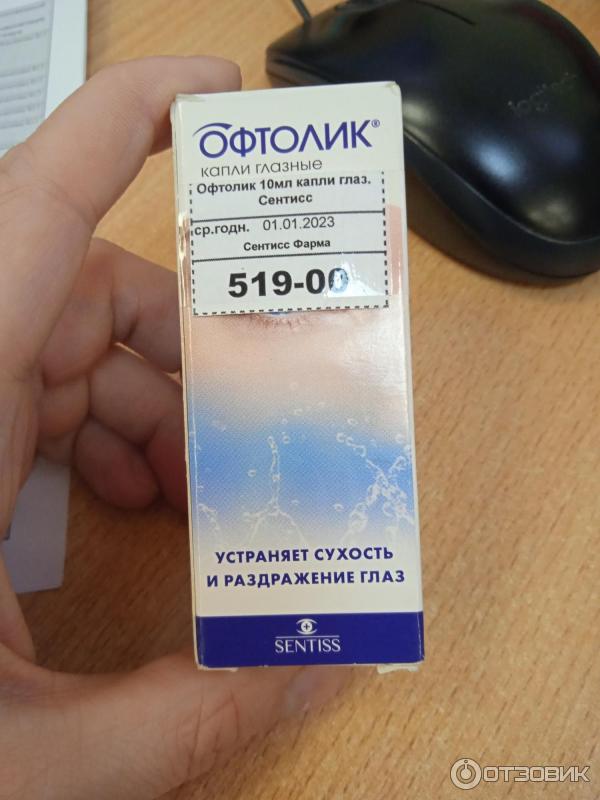 logitech
ОФТОЛИК®
капли глазные
Офтолик 10мл капли глаз.
Сентисс
ср.годн. 01.01.2023
Сентисс Фарма
519-00
УСТРАНЯЕТ СУХОСТЬ
И РАЗДРАЖЕНИЕ ГЛАЗ
SENTISS
ОТЗОВИК